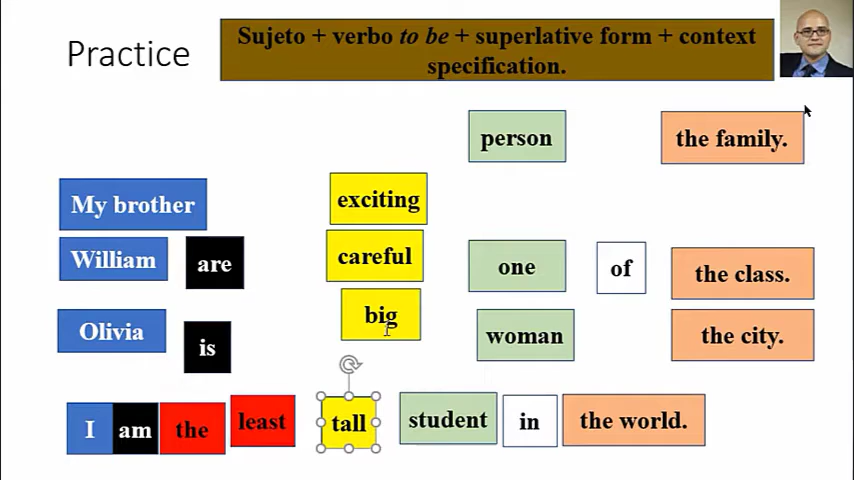 Practice
Sujeto + verbo to be + superlative form + context
specification.
person
the family.
My brother
exciting
William
are
careful
one
of
the class.
Olivia
is
big
woman
the city.
I am the least tall student in the world.